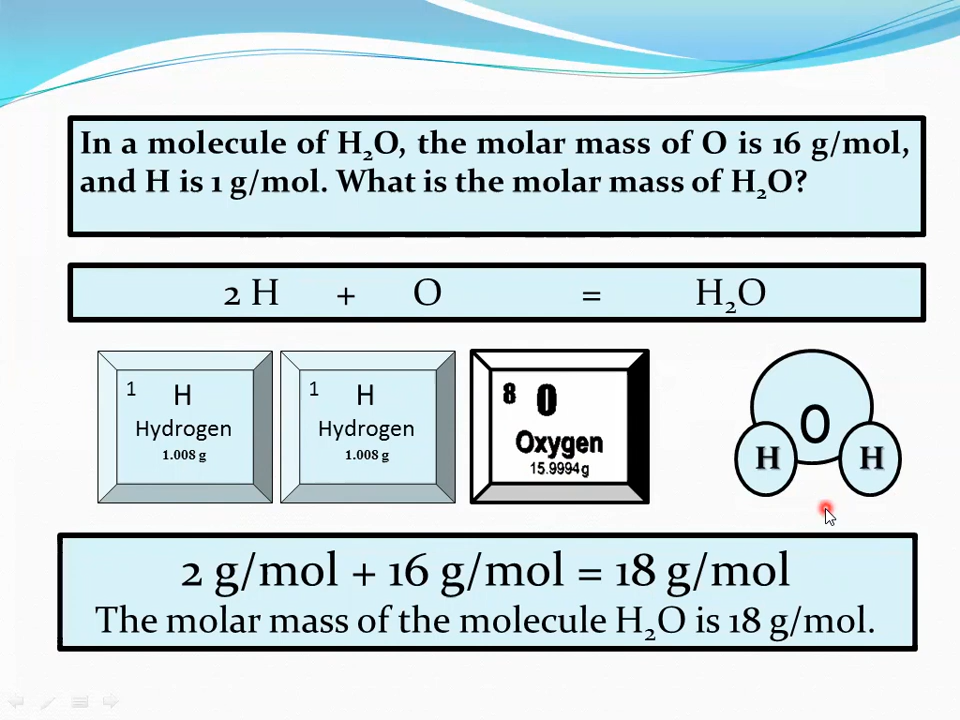 In a molecule of H₂O, the molar mass of O is 16 g/mol,
and H is 1 g/mol. What is the molar mass of H₂O?
2 H + O = H₂O
1 H
Hydrogen
1.008 g
1 H
Hydrogen
1.008 g
8 O
Oxygen
15.9994g
O
H H
2 g/mol + 16 g/mol = 18 g/mol
The molar mass of the molecule H₂O is 18 g/mol.